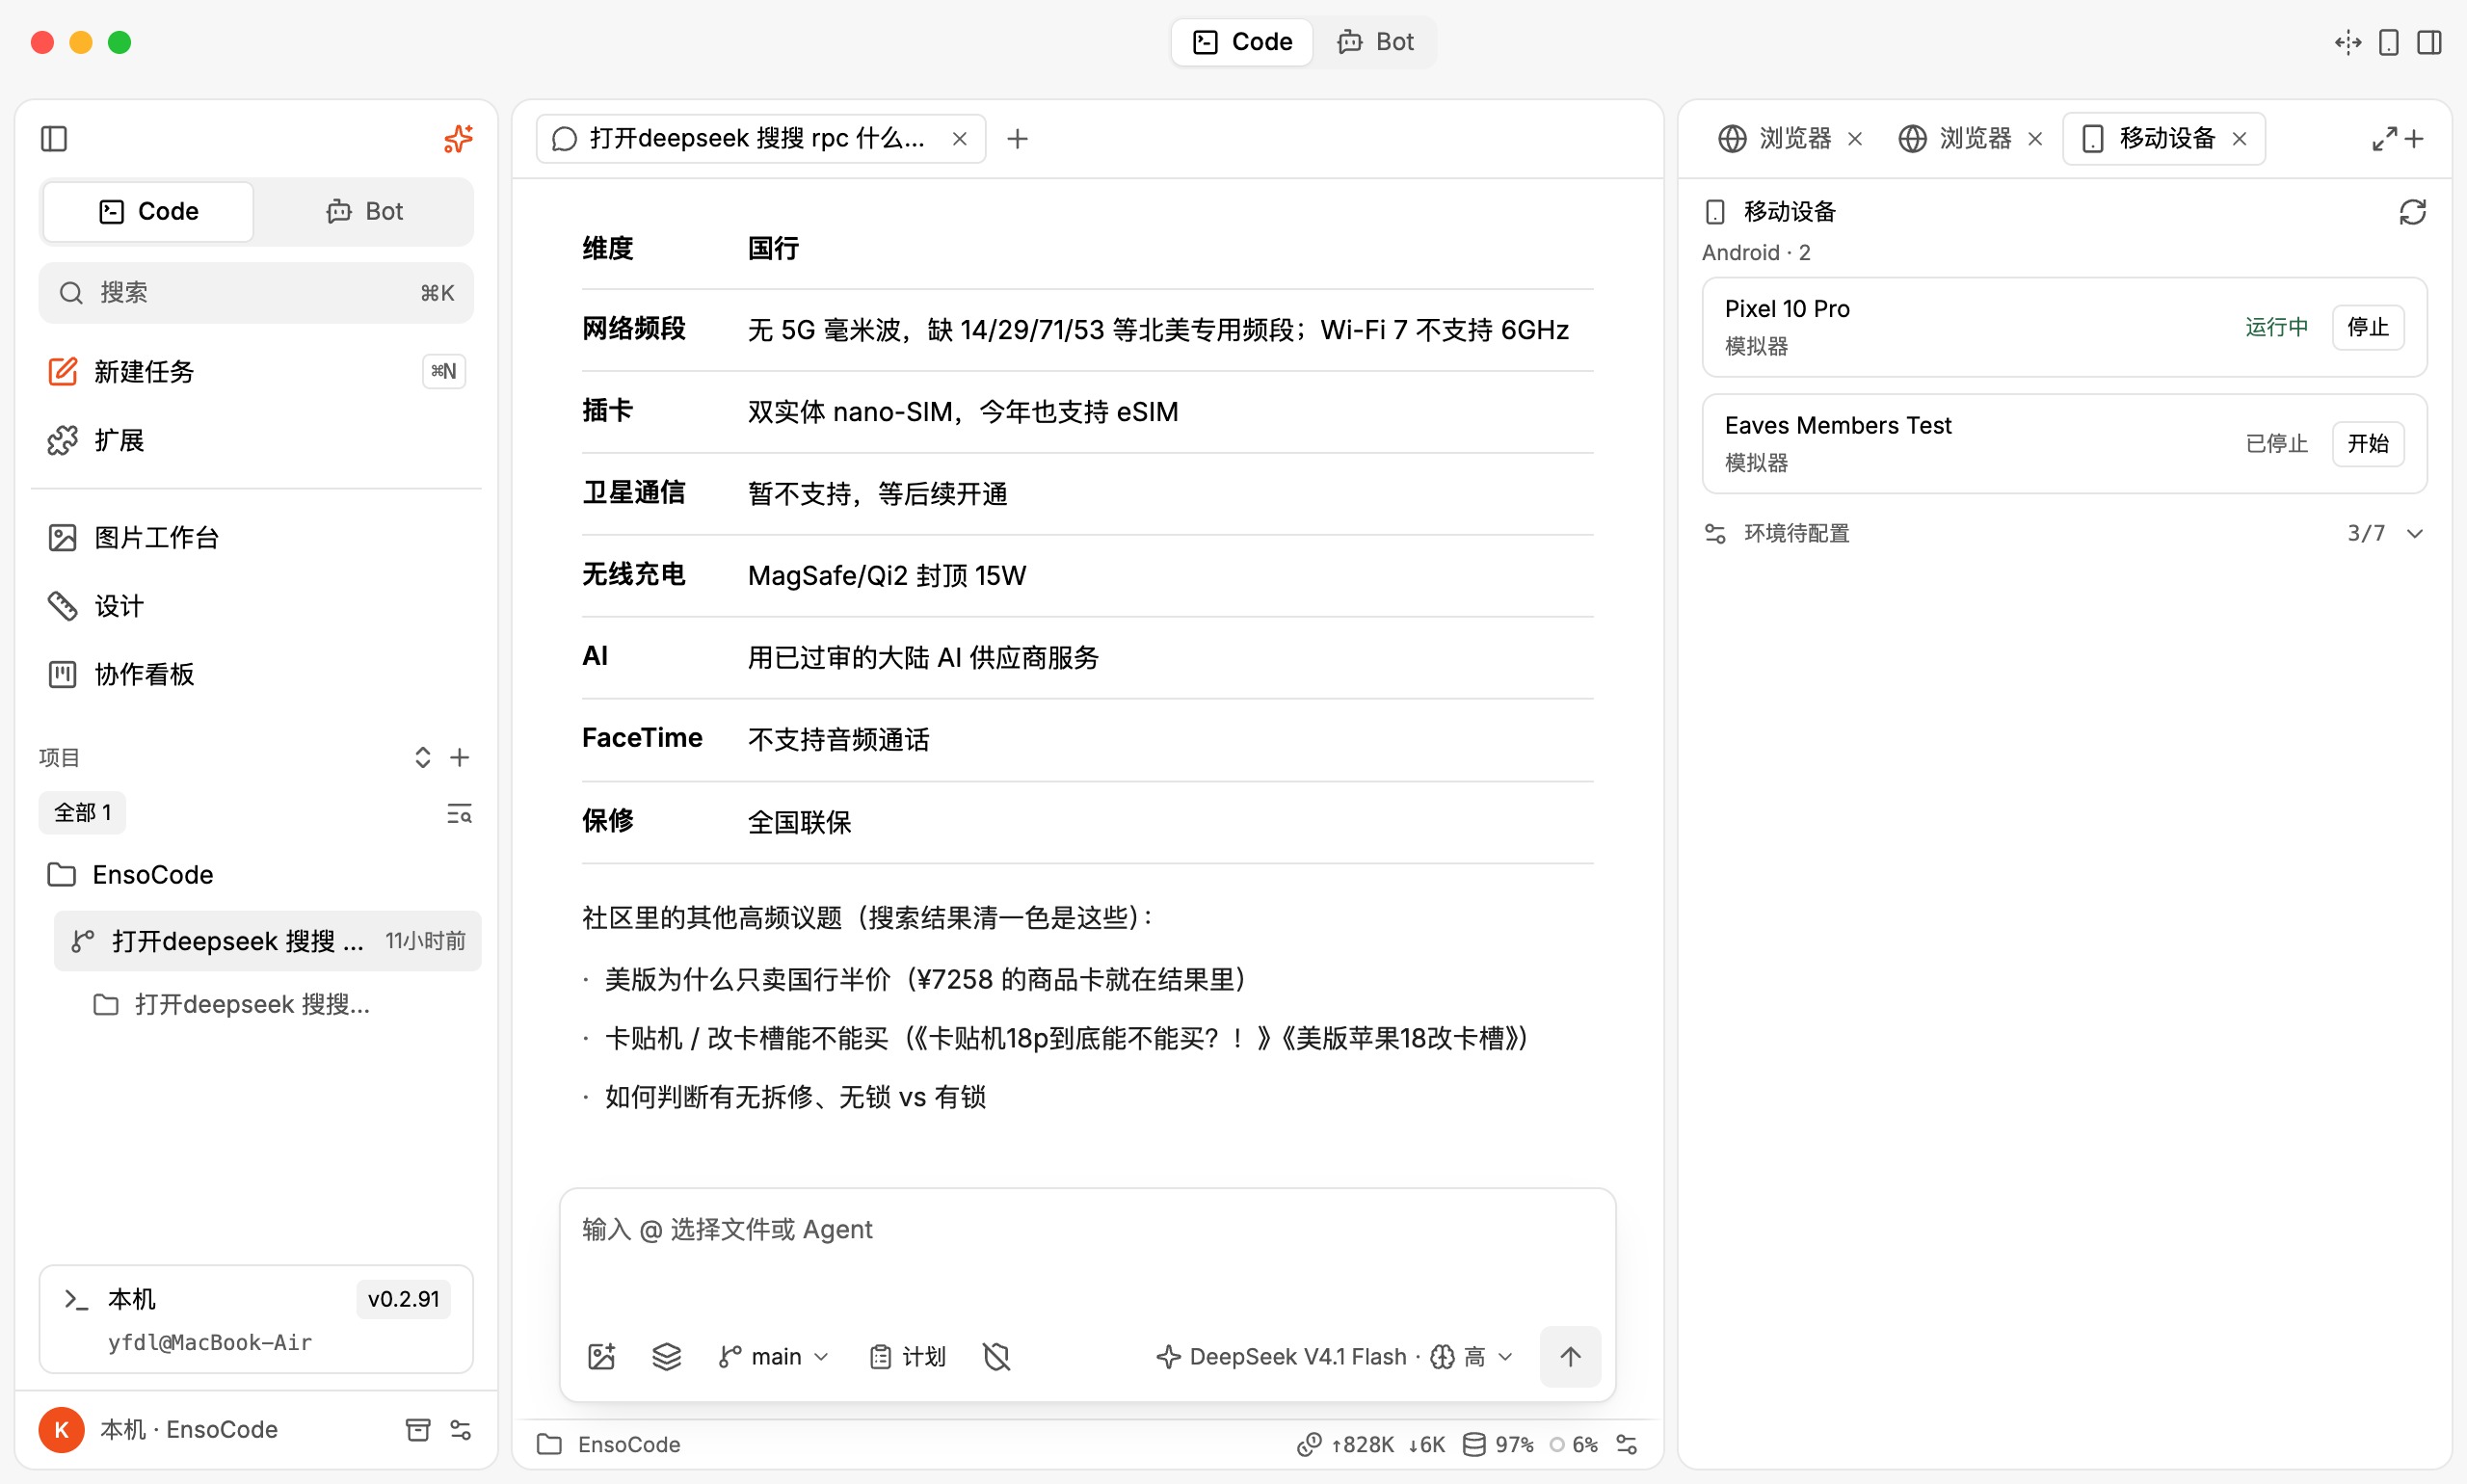 Code
Bot
Code
Bot
搜索
⌘K
新建任务
⌘N
扩展
图片工作台
设计
协作看板
项目
全部 1
EnsoCode
打开deepseek 搜搜 ...
11小时前
打开deepseek 搜搜...
本机
v0.2.91
yfdl@MacBook-Air
K
本机 · EnsoCode
打开deepseek 搜搜 rpc 什么...
维度 国行
网络频段 无 5G 毫米波，缺 14/29/71/53 等北美专用频段；Wi-Fi 7 不支持 6GHz
插卡 双实体 nano-SIM，今年也支持 eSIM
卫星通信 暂不支持，等后续开通
无线充电 MagSafe/Qi2 封顶 15W
AI 用已过审的大陆 AI 供应商服务
FaceTime 不支持音频通话
保修 全国联保
社区里的其他高频议题（搜索结果清一色是这些）：
· 美版为什么只卖国行半价（¥7258 的商品卡就在结果里）
· 卡贴机 / 改卡槽能不能买（《卡贴机18p到底能不能买？！》《美版苹果18改卡槽》）
· 如何判断有无拆修、无锁 vs 有锁
输入 @ 选择文件或 Agent
main
计划
DeepSeek V4.1 Flash · 高
EnsoCode
↑828K ↓6K 97% 6%
浏览器
浏览器
移动设备
移动设备
Android · 2
Pixel 10 Pro
模拟器
运行中
停止
Eaves Members Test
模拟器
已停止
开始
环境待配置
3/7